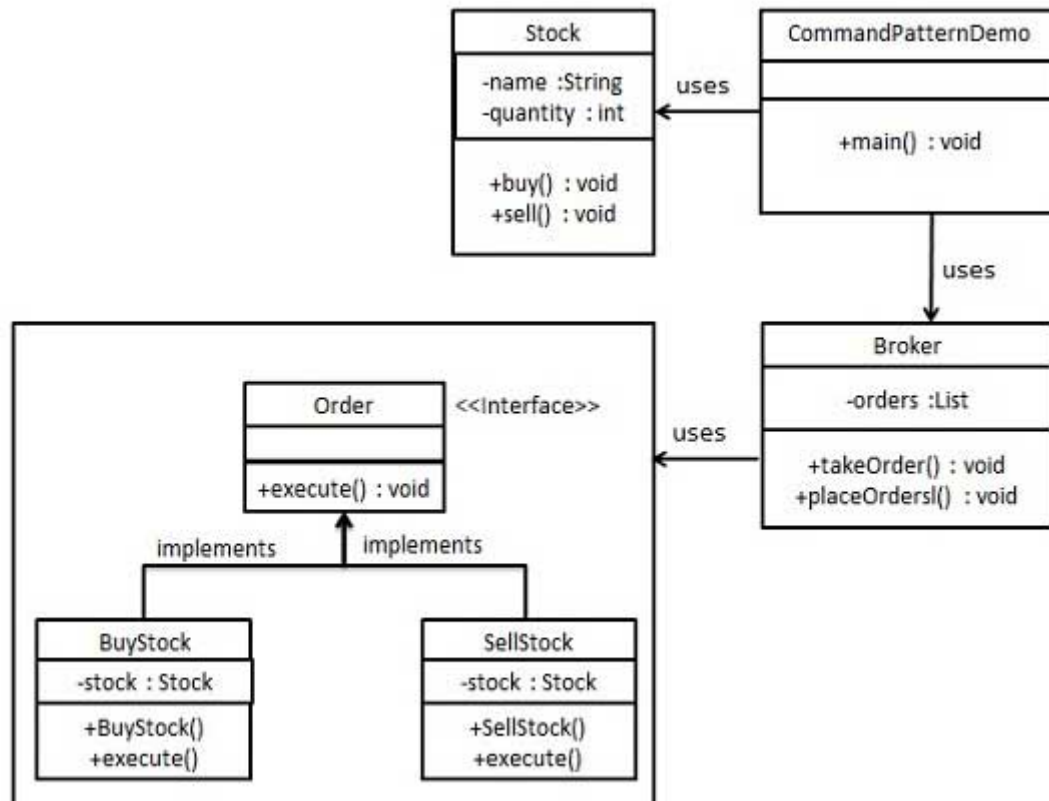 Stock
-name :String
-quantity : int
+buy() : void
+sell() : void
uses
CommandPatternDemo
+main() : void
uses
Broker
-orders :List
+takeOrder() : void
+placeOrdersl() : void
uses
Order
<<Interface>>
+execute() : void
implements
implements
BuyStock
-stock : Stock
+BuyStock()
+execute()
SellStock
-stock : Stock
+SellStock()
+execute()